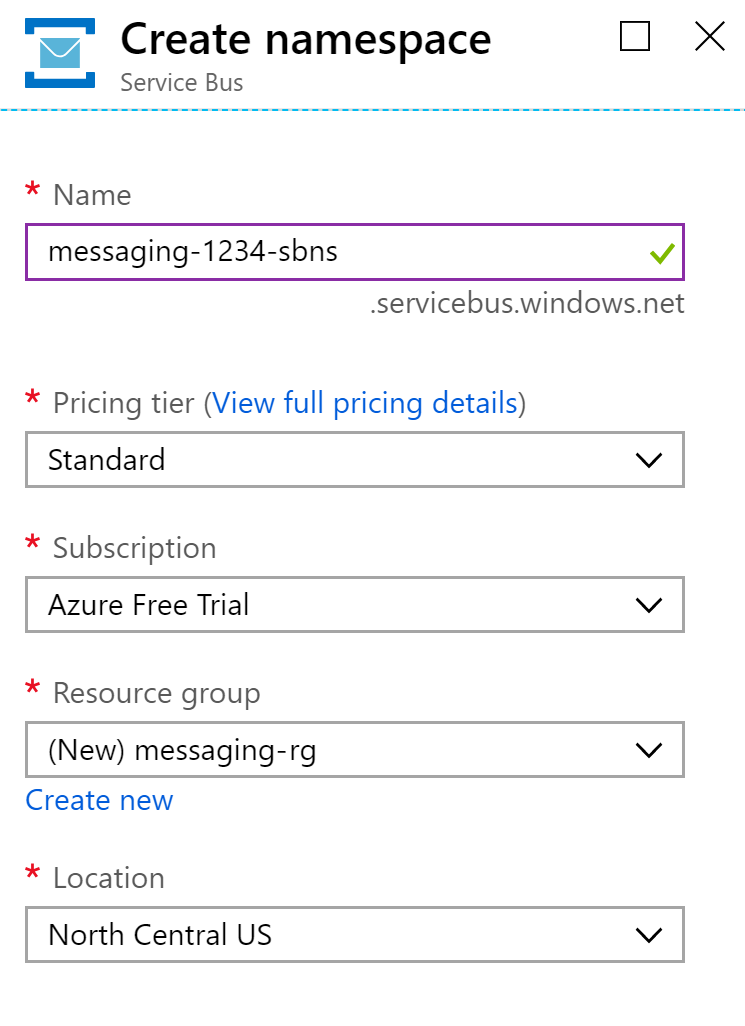 Create namespace
Service Bus
* Name
messaging-1234-sbns
.servicebus.windows.net
* Pricing tier (View full pricing details)
Standard
* Subscription
Azure Free Trial
* Resource group
(New) messaging-rg
Create new
* Location
North Central US